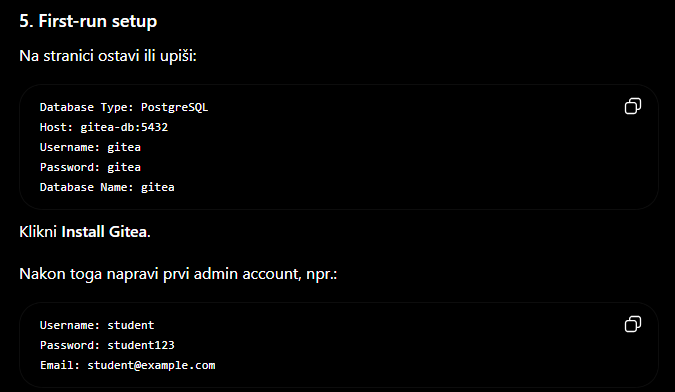 5. First-run setup
Na stranici ostavi ili upiši:
Database Type: PostgreSQL
Host: gitea-db:5432
Username: gitea
Password: gitea
Database Name: gitea
Klikni Install Gitea.
Nakon toga napravi prvi admin account, npr.:
Username: student
Password: student123
Email: student@example.com